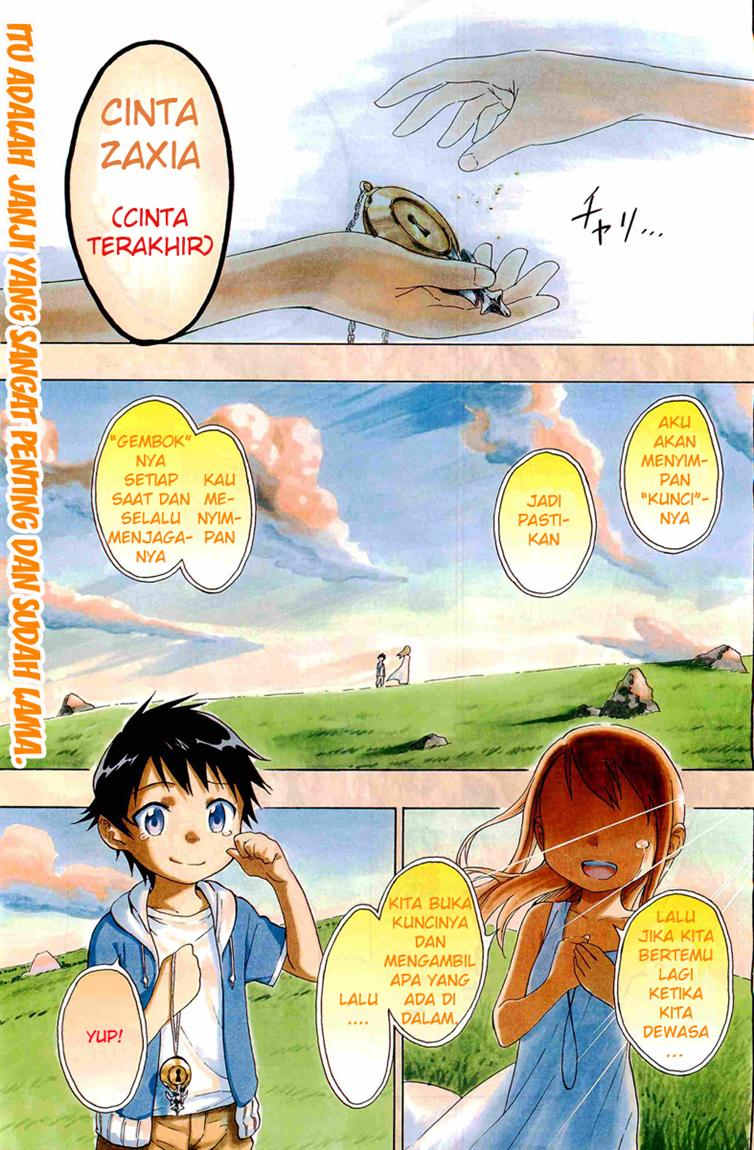 ITU ADALAH JANJI YANG SANGAT PENTING DAN SUDAH LAMA.
CINTA
ZAXIA
(CINTA
TERAKHIR)
チャリ...
AKU
AKAN
MENYIM-
PAN
"KUNCI"-
NYA
JADI
PASTI-
KAN
KAU
ME-
NYIM-
PAN
"GEMBOK"
NYA
SETIAP
SAAT DAN
SELALU
MENJAGA-
NYA
LALU
JIKA KITA
BERTEMU
LAGI
KETIKA
KITA
DEWASA
...
KITA BUKA
KUNCINYA
DAN
MENGAMBIL
APA YANG
ADA DI
DALAM.
LALU
....
YUP!